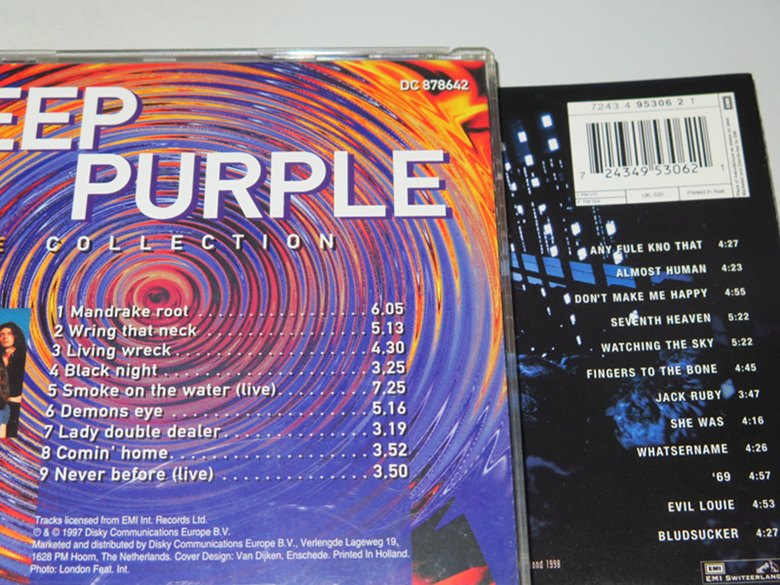 DC 878642
EEP
PURPLE
E COLLECTION
1 Mandrake root 6.05
2 Wring that neck 5.13
3 Living wreck 4.30
4 Black night 3,25
5 Smoke on the water (live) 7,25
6 Demons eye 5.16
7 Lady double dealer 3.19
8 Comin' home 3,52
9 Never before (live) 3,50
Tracks licensed from EMI Int. Records Ltd.
℗ & © 1997 Disky Communications Europe B.V.
Marketed and distributed by Disky Communications Europe B.V., Verlengde Lageweg 19,
1628 PM Hoorn, The Netherlands. Cover Design: Van Dijken, Enschede. Printed In Holland.
Photo: London Feat. Int.
7243 4 95306 2 1
7 24349 53062 1
UK: 520
Printed in Asia
ANY FULE KNO THAT 4:27
ALMOST HUMAN 4:23
DON'T MAKE ME HAPPY 4:55
SEVENTH HEAVEN 5:22
WATCHING THE SKY 5:22
FINGERS TO THE BONE 4:45
JACK RUBY 3:47
SHE WAS 4:16
WHATSERNAME 4:26
'69 4:57
EVIL LOUIE 4:53
BLUDSUCKER 4:27
and 1998
EMI
EMI SWITZERL